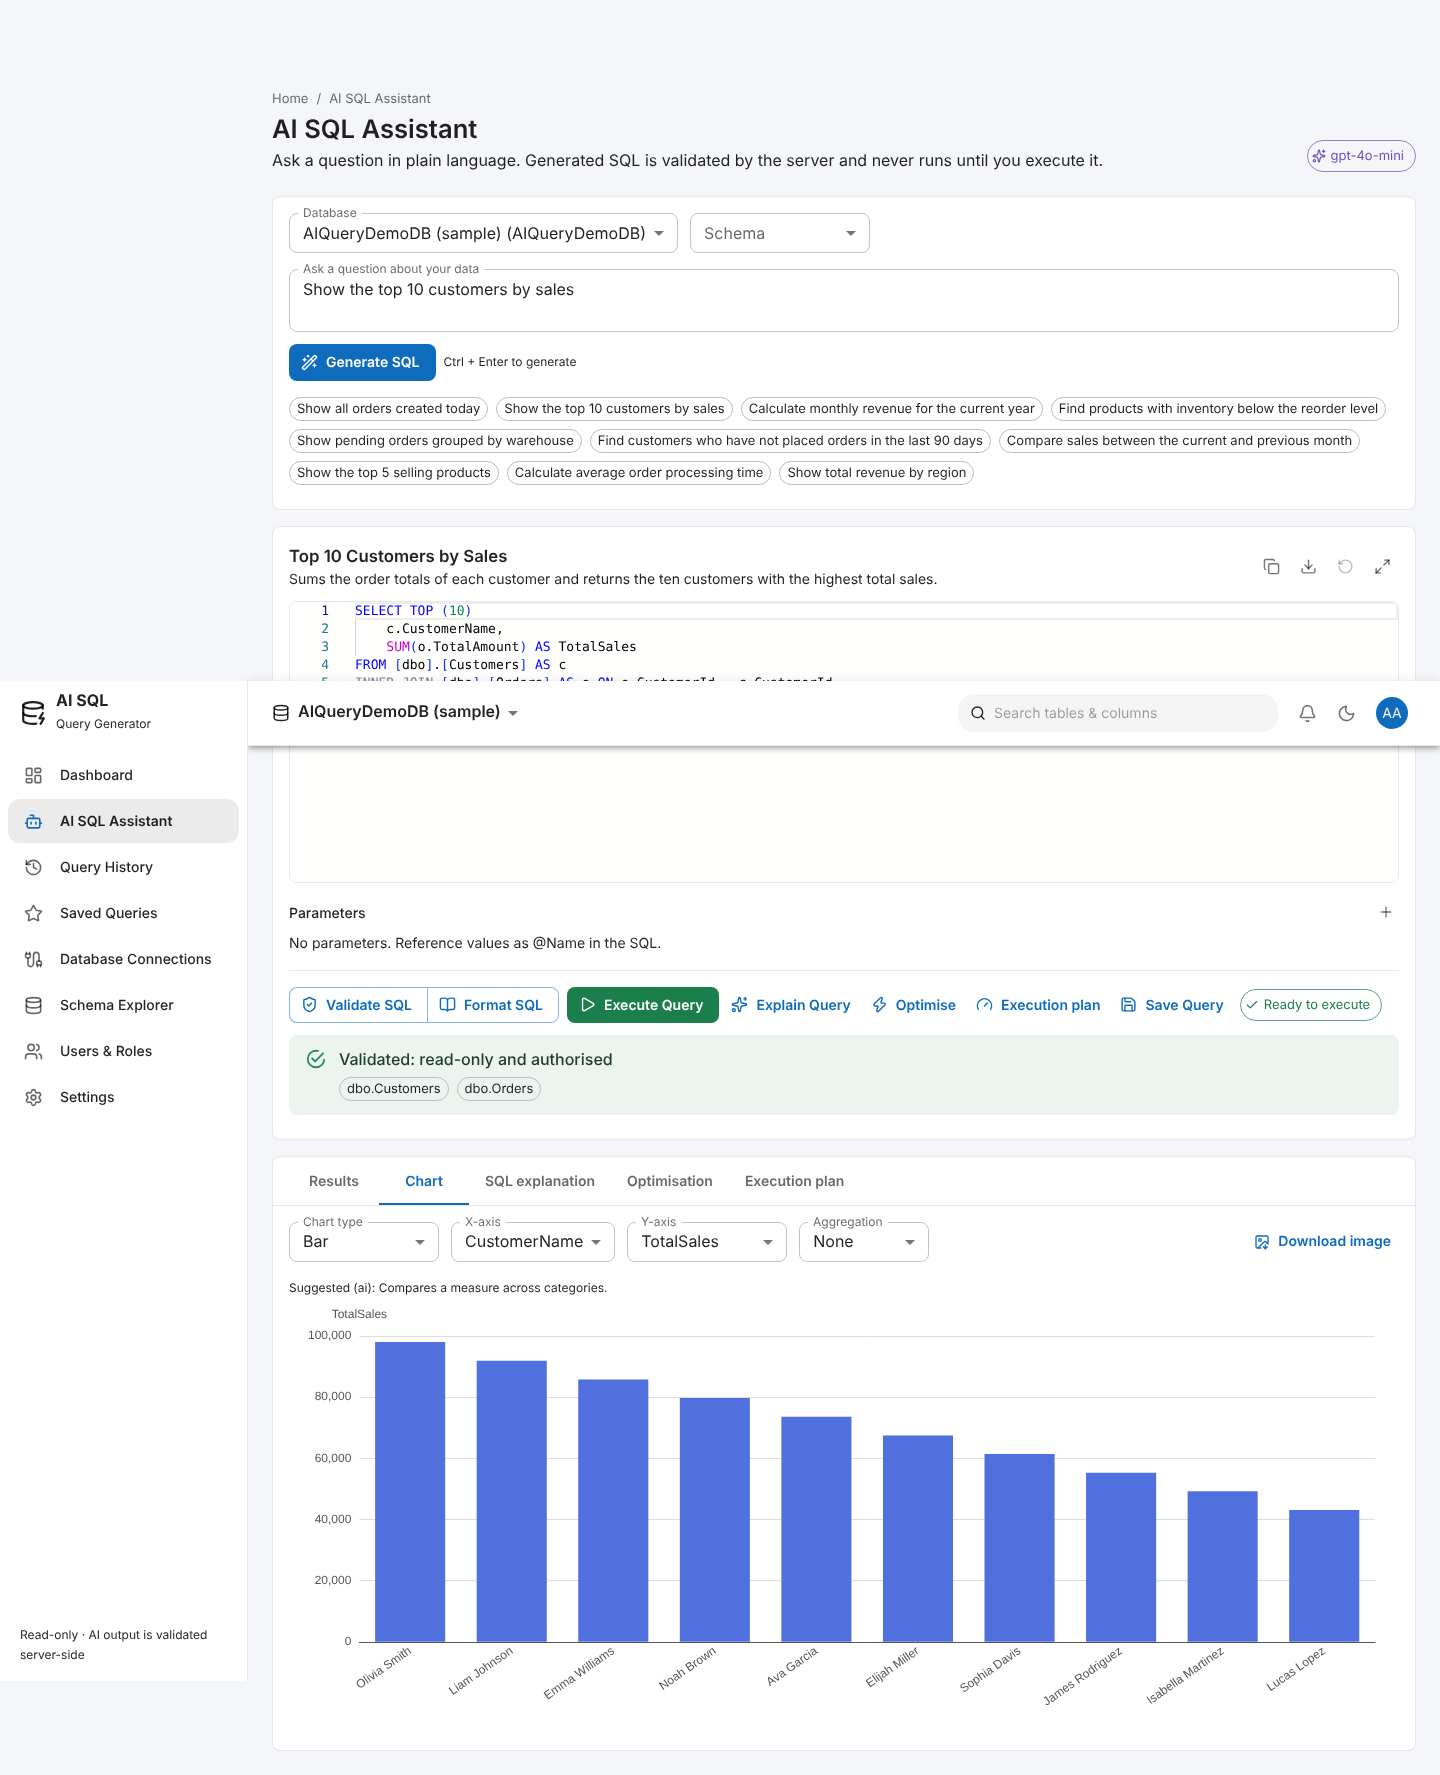 Home / AI SQL Assistant
AI SQL Assistant
Ask a question in plain language. Generated SQL is validated by the server and never runs until you execute it.
gpt-4o-mini
Database
AIQueryDemoDB (sample) (AIQueryDemoDB)
Schema
Ask a question about your data
Show the top 10 customers by sales
Generate SQL
Ctrl + Enter to generate
Show all orders created today
Show the top 10 customers by sales
Calculate monthly revenue for the current year
Find products with inventory below the reorder level
Show pending orders grouped by warehouse
Find customers who have not placed orders in the last 90 days
Compare sales between the current and previous month
Show the top 5 selling products
Calculate average order processing time
Show total revenue by region
Top 10 Customers by Sales
Sums the order totals of each customer and returns the ten customers with the highest total sales.
1 SELECT TOP (10)
2 c.CustomerName,
3 SUM(o.TotalAmount) AS TotalSales
4 FROM [dbo].[Customers] AS c
AI SQL
Query Generator
AIQueryDemoDB (sample)
Search tables & columns
AA
Dashboard
AI SQL Assistant
Query History
Saved Queries
Database Connections
Schema Explorer
Users & Roles
Settings
Read-only · AI output is validated
server-side
Parameters
No parameters. Reference values as @Name in the SQL.
Validate SQL
Format SQL
Execute Query
Explain Query
Optimise
Execution plan
Save Query
Ready to execute
Validated: read-only and authorised
dbo.Customers
dbo.Orders
Results
Chart
SQL explanation
Optimisation
Execution plan
Chart type
Bar
X-axis
CustomerName
Y-axis
TotalSales
Aggregation
None
Download image
Suggested (ai): Compares a measure across categories.
TotalSales
100,000
80,000
60,000
40,000
20,000
0
Olivia Smith
Liam Johnson
Emma Williams
Noah Brown
Ava Garcia
Elijah Miller
Sophia Davis
James Rodriguez
Isabella Martinez
Lucas Lopez